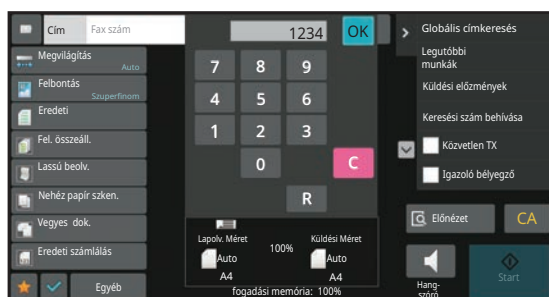 Cím
Fax szám
1234
OK
Megvilágítás
Auto
Felbontás
Szuperfinom
Eredeti
Fel. összeáll.
Lassú beolv.
Nehéz papír szken.
Vegyes dok.
Eredeti számlálás
Egyéb
7 8 9
4 5 6
1 2 3
0
C
R
Lapolv. Méret
100%
Küldési Méret
Auto
Auto
A4
A4
fogadási memória: 100%
Globális címkeresés
Legutóbbi
munkák
Küldési előzmények
Keresési szám behívása
Közvetlen TX
Igazoló bélyegző
Előnézet
CA
Hang-
szóró
Start